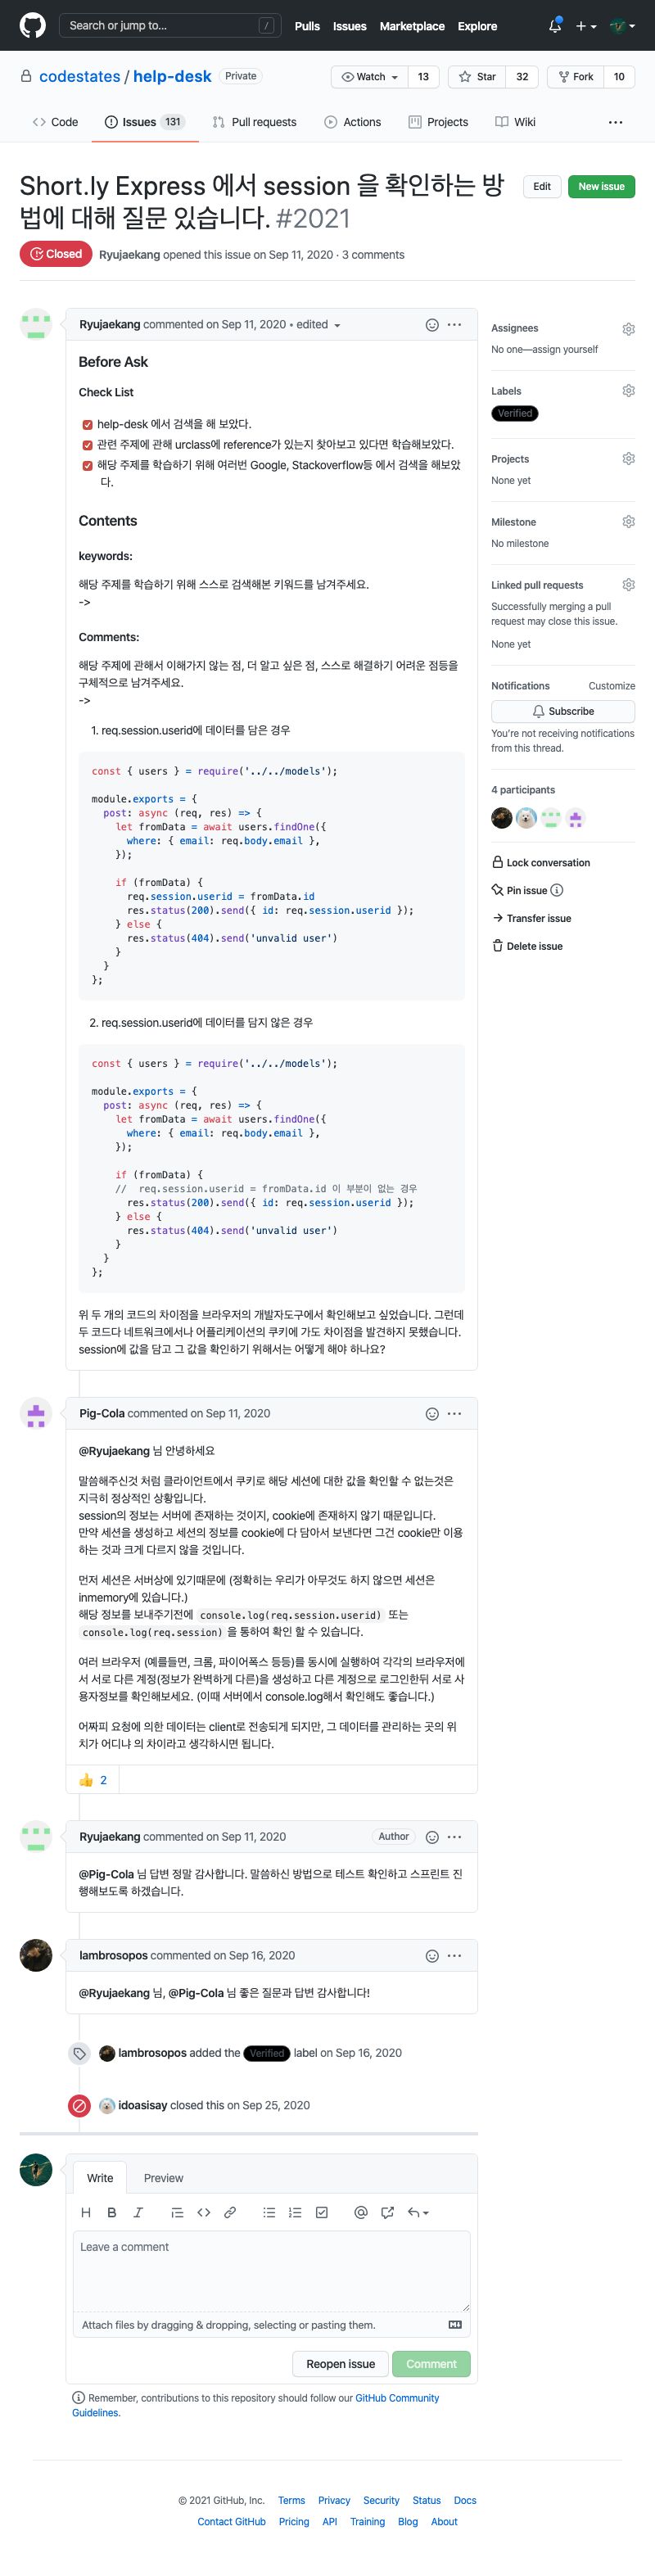 Search or jump to... /
Pulls Issues Marketplace Explore
codestates / help-desk Private
Watch 13 Star 32 Fork 10
Code Issues 131 Pull requests Actions Projects Wiki
Short.ly Express 에서 session 을 확인하는 방
법에 대해 질문 있습니다. #2021
Edit New issue
Closed Ryujaekang opened this issue on Sep 11, 2020 · 3 comments
Ryujaekang commented on Sep 11, 2020 • edited
Before Ask
Check List
help-desk 에서 검색을 해 보았다.
관련 주제에 관해 urclass에 reference가 있는지 찾아보고 있다면 학습해보았다.
해당 주제를 학습하기 위해 여러번 Google, Stackoverflow등 에서 검색을 해보았
다.
Contents
keywords:
해당 주제를 학습하기 위해 스스로 검색해본 키워드를 남겨주세요.
->
Comments:
해당 주제에 관해서 이해가지 않는 점, 더 알고 싶은 점, 스스로 해결하기 어려운 점등을
구체적으로 남겨주세요.
->
1. req.session.userid에 데이터를 담은 경우
const { users } = require('../../models');
module.exports = {
post: async (req, res) => {
let fromData = await users.findOne({
where: { email: req.body.email },
});
if (fromData) {
req.session.userid = fromData.id
res.status(200).send({ id: req.session.userid });
} else {
res.status(404).send('unvalid user')
}
}
};
2. req.session.userid에 데이터를 담지 않은 경우
const { users } = require('../../models');
module.exports = {
post: async (req, res) => {
let fromData = await users.findOne({
where: { email: req.body.email },
});
if (fromData) {
// req.session.userid = fromData.id 이 부분이 없는 경우
res.status(200).send({ id: req.session.userid });
} else {
res.status(404).send('unvalid user')
}
}
};
위 두 개의 코드의 차이점을 브라우저의 개발자도구에서 확인해보고 싶었습니다. 그런데
두 코드다 네트워크에서나 어플리케이션의 쿠키에 가도 차이점을 발견하지 못했습니다.
session에 값을 담고 그 값을 확인하기 위해서는 어떻게 해야 하나요?
Assignees
No one—assign yourself
Labels
Verified
Projects
None yet
Milestone
No milestone
Linked pull requests
Successfully merging a pull
request may close this issue.
None yet
Notifications Customize
Subscribe
You're not receiving notifications
from this thread.
4 participants
Lock conversation
Pin issue
Transfer issue
Delete issue
Pig-Cola commented on Sep 11, 2020
@Ryujaekang 님 안녕하세요
말씀해주신것 처럼 클라이언트에서 쿠키로 해당 세션에 대한 값을 확인할 수 없는것은
지극히 정상적인 상황입니다.
session의 정보는 서버에 존재하는 것이지, cookie에 존재하지 않기 때문입니다.
만약 세션을 생성하고 세션의 정보를 cookie에 다 담아서 보낸다면 그건 cookie만 이용
하는 것과 크게 다르지 않을 것입니다.
먼저 세션은 서버상에 있기때문에 (정확히는 우리가 아무것도 하지 않으면 세션은
inmemory에 있습니다.)
해당 정보를 보내주기전에 console.log(req.session.userid) 또는
console.log(req.session) 을 통하여 확인 할 수 있습니다.
여러 브라우저 (예를들면, 크롬, 파이어폭스 등등)를 동시에 실행하여 각각의 브라우저에
서 서로 다른 계정(정보가 완벽하게 다른)을 생성하고 다른 계정으로 로그인한뒤 서로 사
용자정보를 확인해보세요. (이때 서버에서 console.log해서 확인해도 좋습니다.)
어짜피 요청에 의한 데이터는 client로 전송되게 되지만, 그 데이터를 관리하는 곳의 위
치가 어디냐 의 차이라고 생각하시면 됩니다.
2
Ryujaekang commented on Sep 11, 2020 Author
@Pig-Cola 님 답변 정말 감사합니다. 말씀하신 방법으로 테스트 확인하고 스프린트 진
행해보도록 하겠습니다.
lambrosopos commented on Sep 16, 2020
@Ryujaekang 님, @Pig-Cola 님 좋은 질문과 답변 감사합니다!
lambrosopos added the Verified label on Sep 16, 2020
idoasisay closed this on Sep 25, 2020
Write Preview
Leave a comment
Attach files by dragging & dropping, selecting or pasting them.
Reopen issue Comment
Remember, contributions to this repository should follow our GitHub Community
Guidelines.
© 2021 GitHub, Inc. Terms Privacy Security Status Docs
Contact GitHub Pricing API Training Blog About